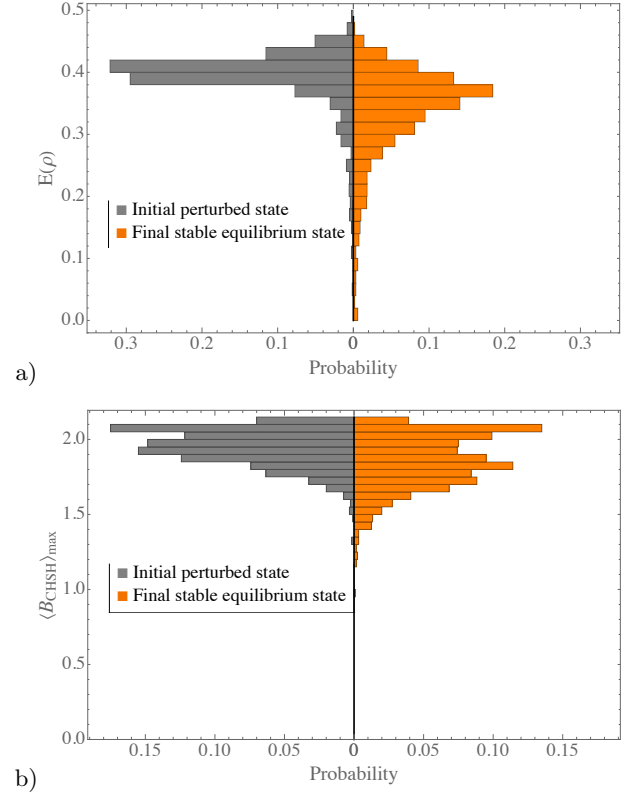 0.5
0.4
0.3
0.2
0.1
0.0
E(ρ)
Initial perturbed state
Final stable equilibrium state
0.3 0.2 0.1 0 0.1 0.2 0.3
Probability
a)
2.0
1.5
1.0
0.5
0.0
⟨B_CHSH⟩_max
Initial perturbed state
Final stable equilibrium state
0.15 0.10 0.05 0 0.05 0.10 0.15
Probability
b)